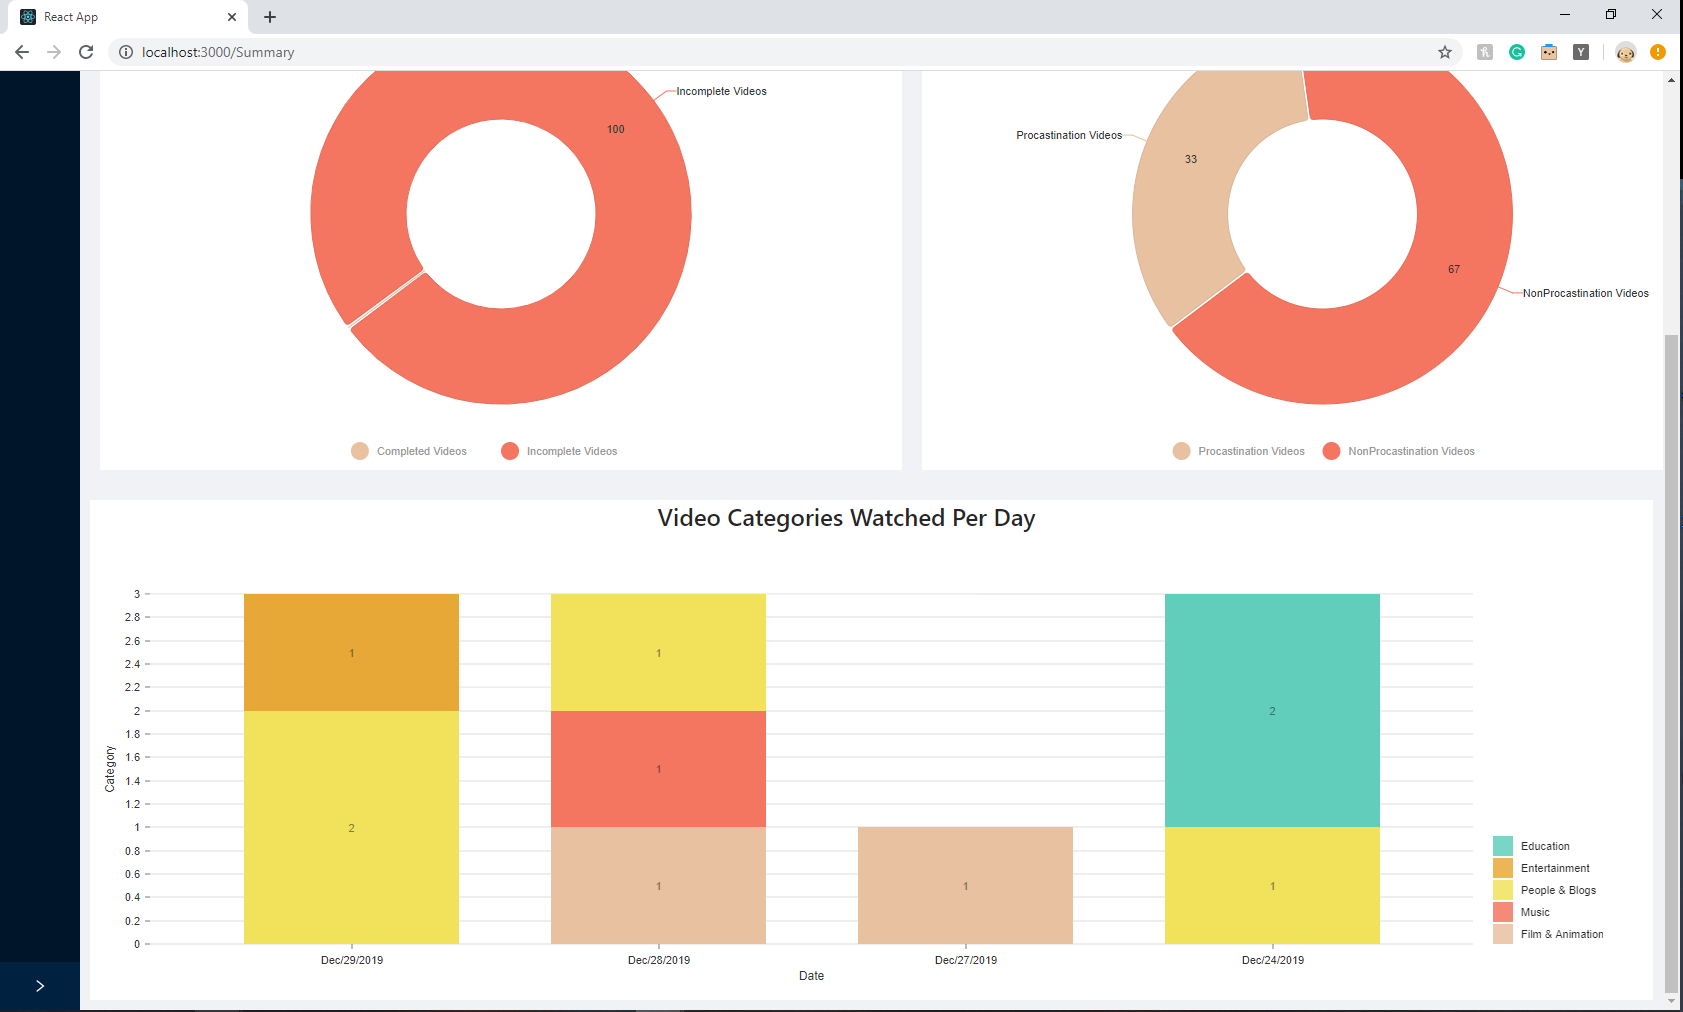 React App
localhost:3000/Summary
Incomplete Videos
100
Procastination Videos
33
67
NonProcastination Videos
Completed Videos
Incomplete Videos
Procastination Videos
NonProcastination Videos
Video Categories Watched Per Day
Category
3
2.8
2.6
2.4
2.2
2
1.8
1.6
1.4
1.2
1
0.8
0.6
0.4
0.2
0
1
2
1
1
1
1
2
1
Dec/29/2019
Dec/28/2019
Dec/27/2019
Dec/24/2019
Date
Education
Entertainment
People & Blogs
Music
Film & Animation